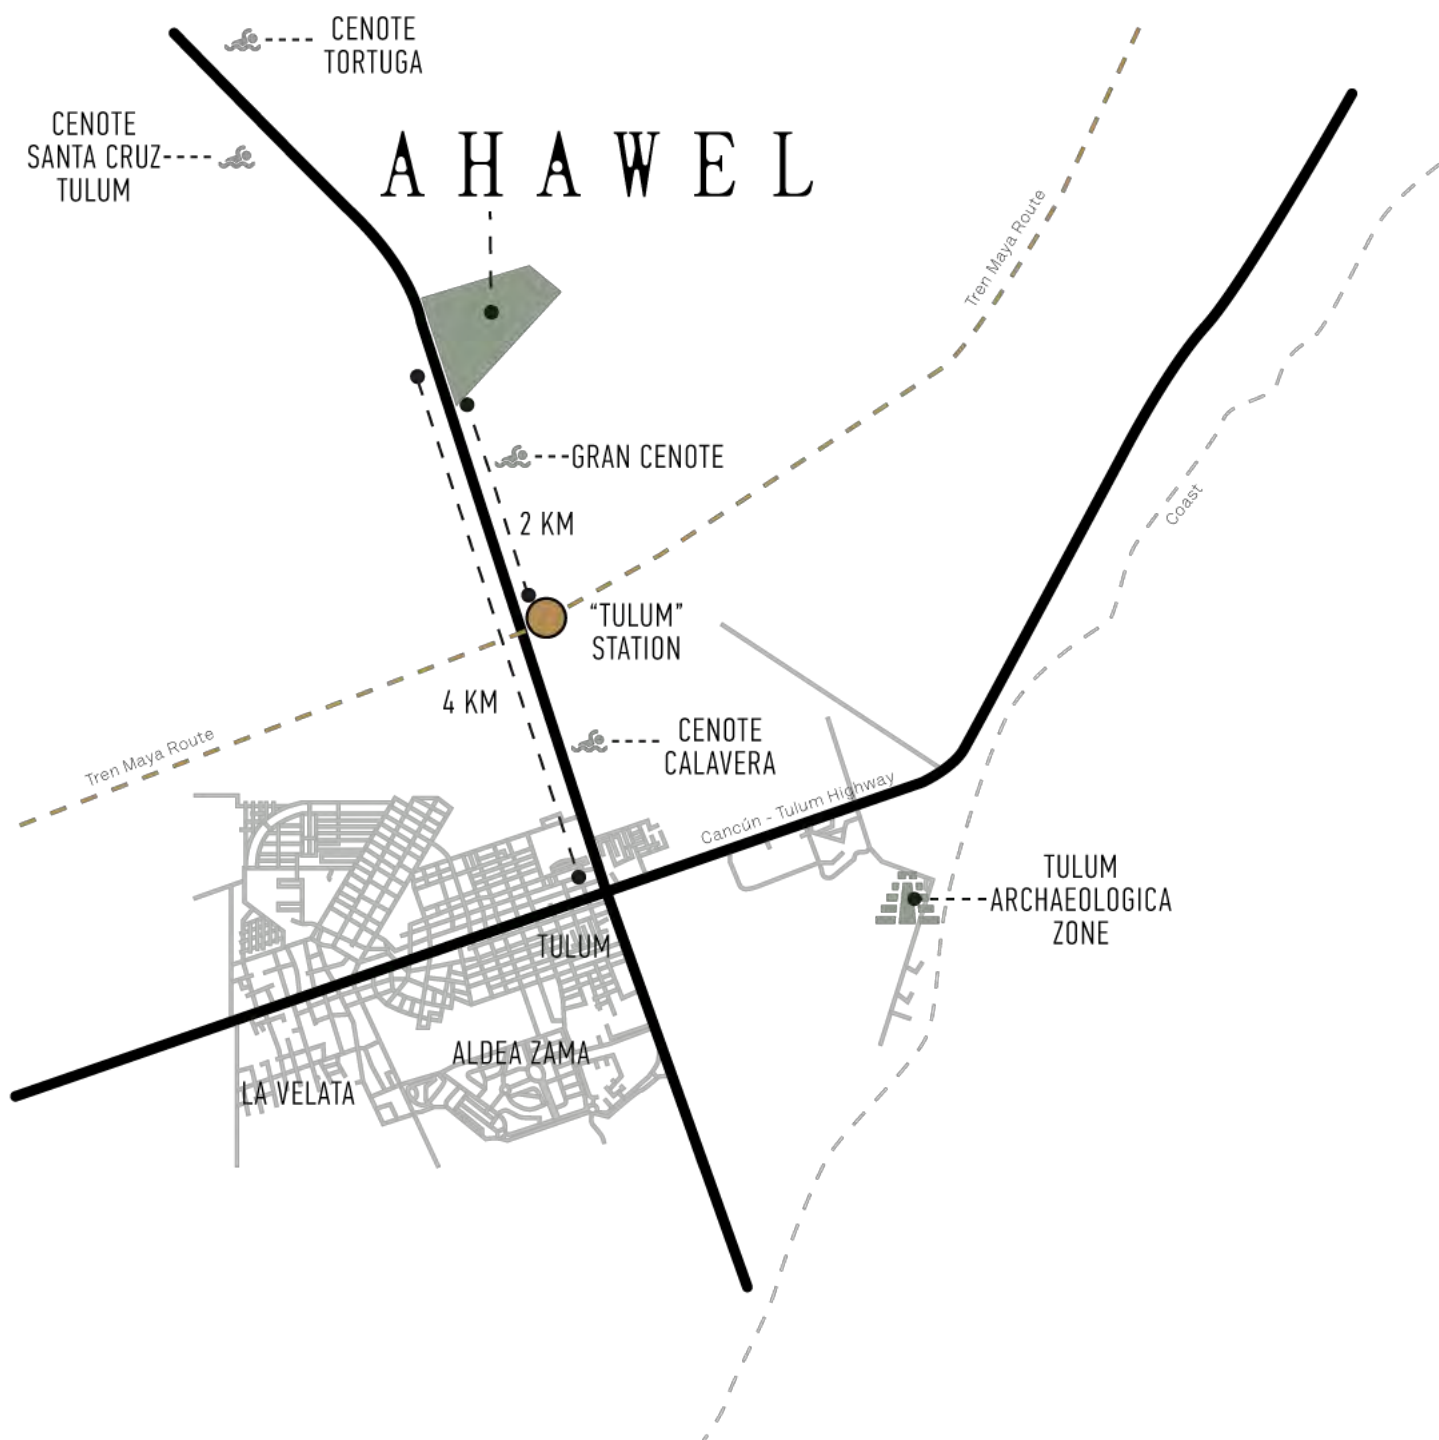 CENOTE
TORTUGA
CENOTE
SANTA CRUZ
TULUM
AHAWEL
Tren Maya Route
GRAN CENOTE
Coast
2 KM
“TULUM”
STATION
4 KM
CENOTE
CALAVERA
Tren Maya Route
Cancún - Tulum Highway
TULUM
ARCHAEOLOGICA
ZONE
TULUM
ALDEA ZAMA
LA VELATA